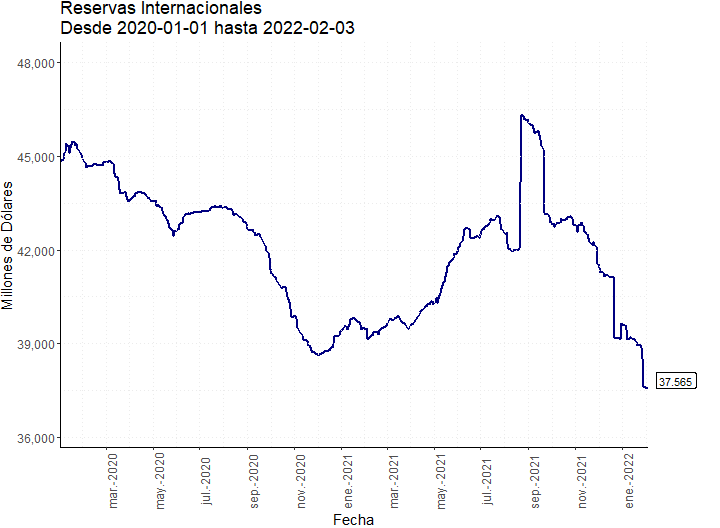 Reservas Internacionales
Desde 2020-01-01 hasta 2022-02-03
Millones de Dólares
48,000
45,000
42,000
39,000
36,000
37.565
mar.-2020
may.-2020
jul.-2020
sep.-2020
nov.-2020
ene.-2021
mar.-2021
may.-2021
jul.-2021
sep.-2021
nov.-2021
ene.-2022
Fecha